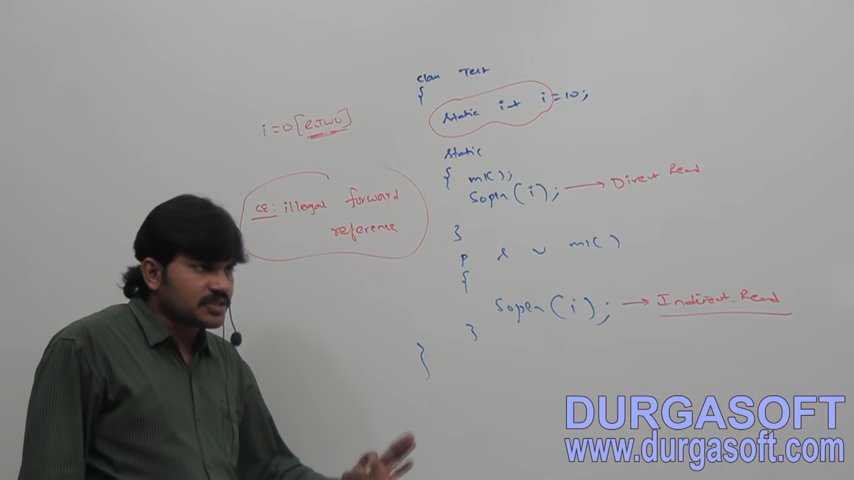 class Test
{
static int i = 10;
i=0[RIWO]
static
{ m1();
Sopln(i); → Direct Read
CE: illegal forward
reference
}
p s v m1()
{
Sopln(i); → Indirect Read
}
}
DURGASOFT
www.durgasoft.com